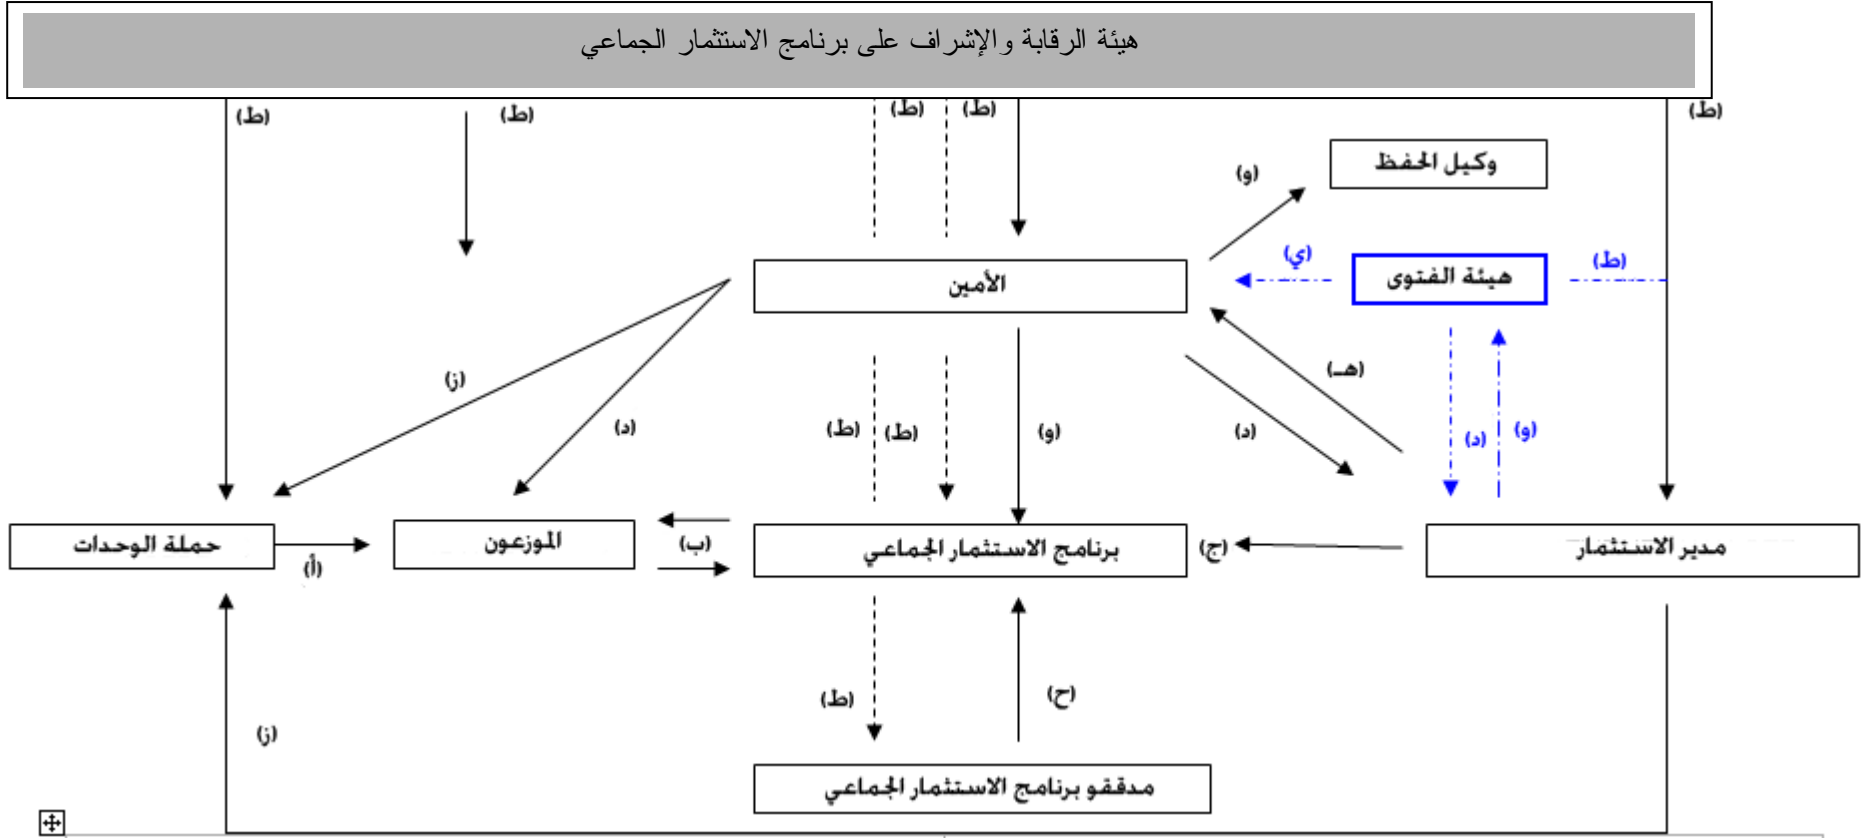 هيئة الرقابة والإشراف على برنامج الاستثمار الجماعي
(ط)
(ط)
(ط)
(ط)
(ط)
وكيل الحفظ
(و)
(ي)
هيئة الفتوى
(ط)
الأمين
(هـ)
(ز)
(د)
(ط)
(ط)
(و)
(د)
(د)
(و)
مدير الاستثمار
(ج)
برنامج الاستثمار الجماعي
(ب)
الموزعون
(أ)
حملة الوحدات
(ط)
(ح)
(ز)
مدققو برنامج الاستثمار الجماعي